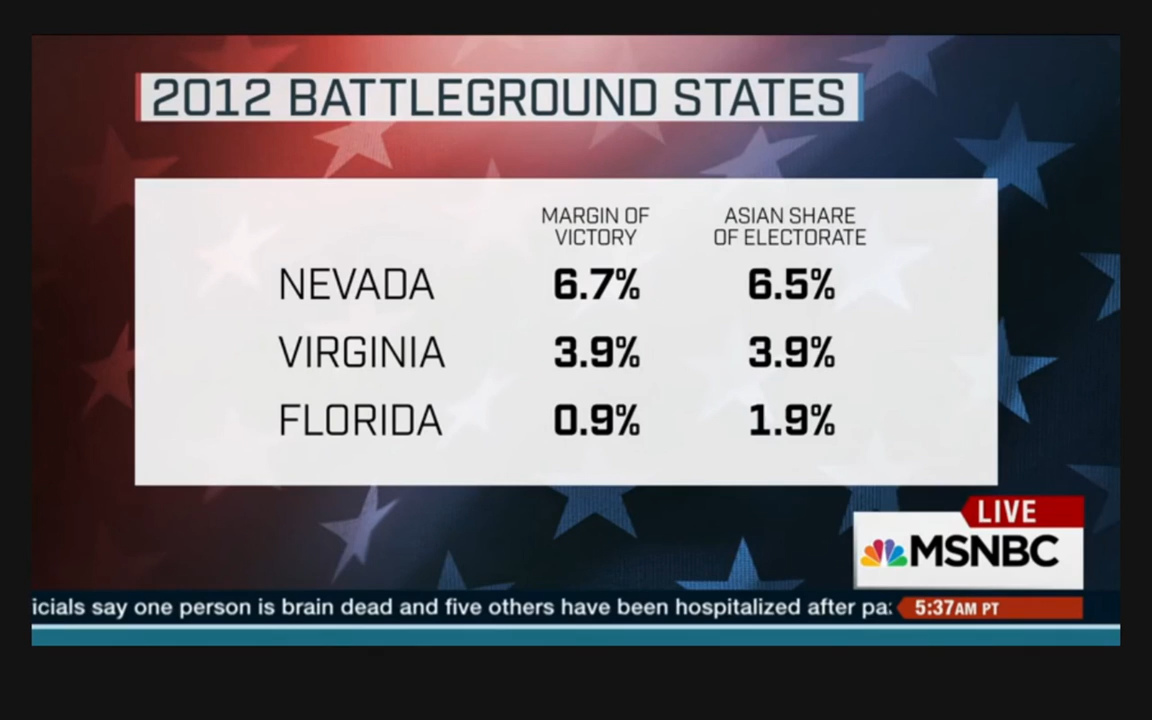 2012 BATTLEGROUND STATES
MARGIN OF
VICTORY
ASIAN SHARE
OF ELECTORATE
NEVADA 6.7% 6.5%
VIRGINIA 3.9% 3.9%
FLORIDA 0.9% 1.9%
LIVE
MSNBC
icials say one person is brain dead and five others have been hospitalized after pa
5:37AM PT